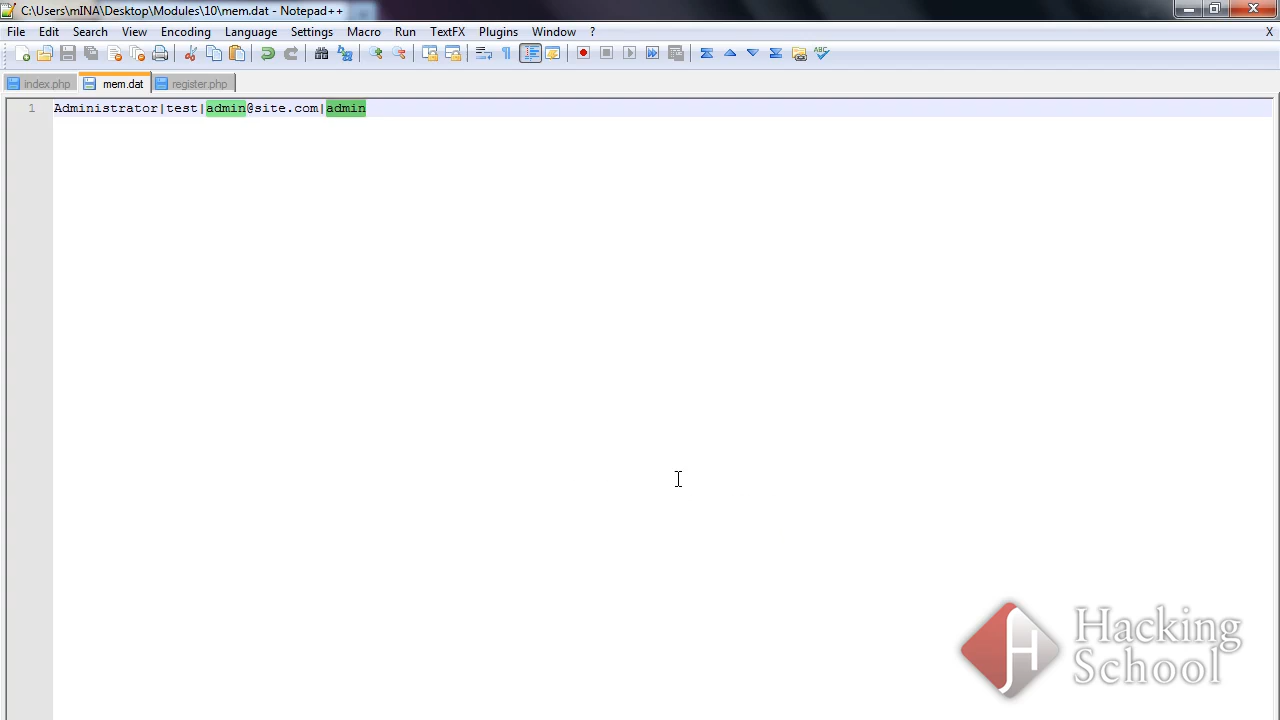 C:\Users\mINA\Desktop\Modules\10\mem.dat - Notepad++
File Edit Search View Encoding Language Settings Macro Run TextFX Plugins Window ? X
index.php mem.dat register.php
1 Administrator|test|admin@site.com|admin
Hacking
School